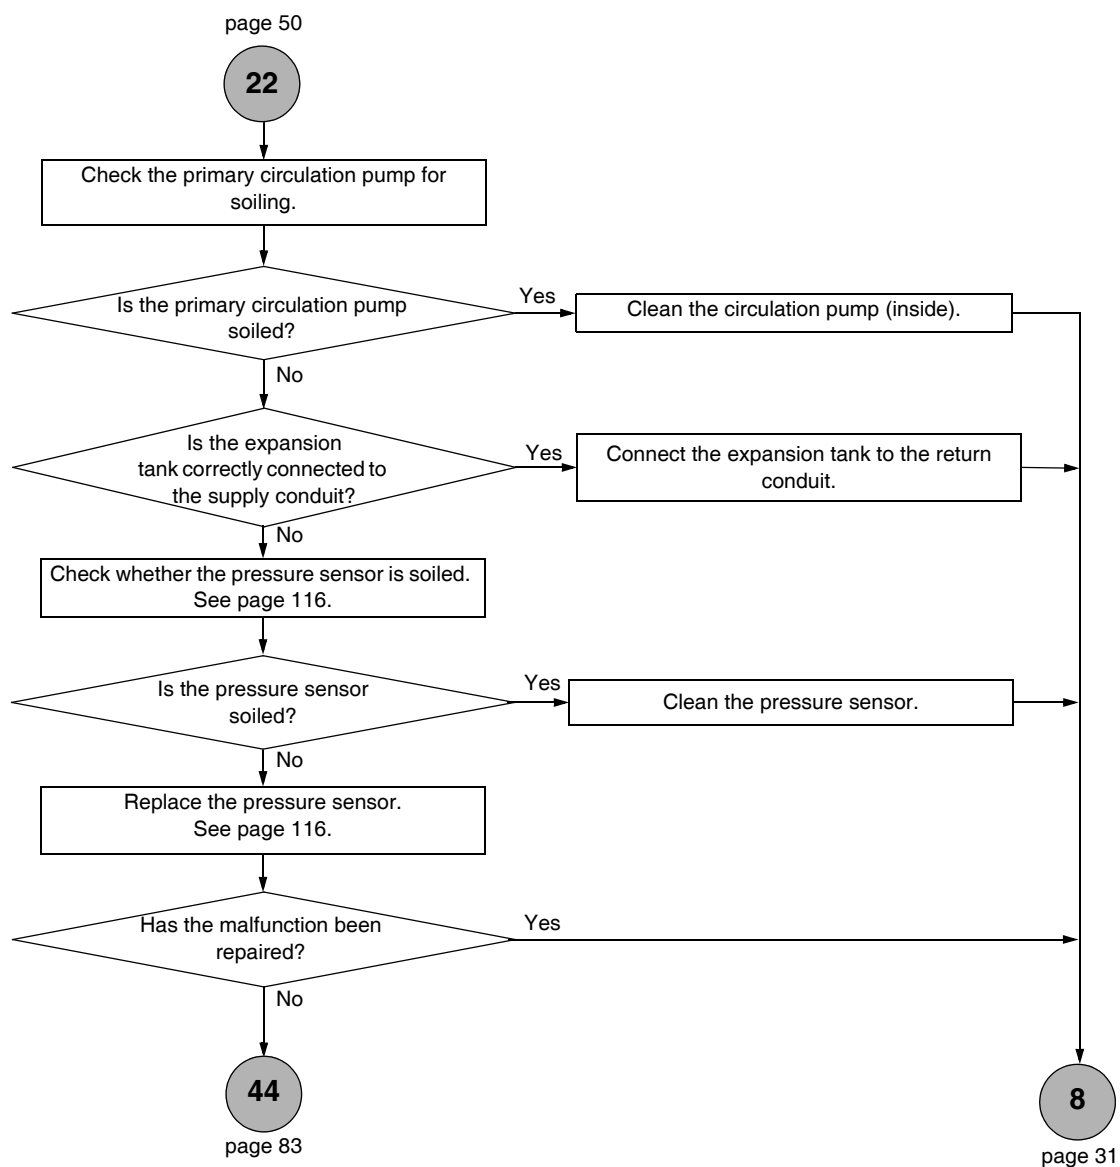 page 50
22
Check the primary circulation pump for
soiling.
Is the primary circulation pump
soiled?
Yes
Clean the circulation pump (inside).
No
Is the expansion
tank correctly connected to
the supply conduit?
Yes
Connect the expansion tank to the return
conduit.
No
Check whether the pressure sensor is soiled.
See page 116.
Is the pressure sensor
soiled?
Yes
Clean the pressure sensor.
No
Replace the pressure sensor.
See page 116.
Has the malfunction been
repaired?
Yes
No
44
page 83
8
page 31